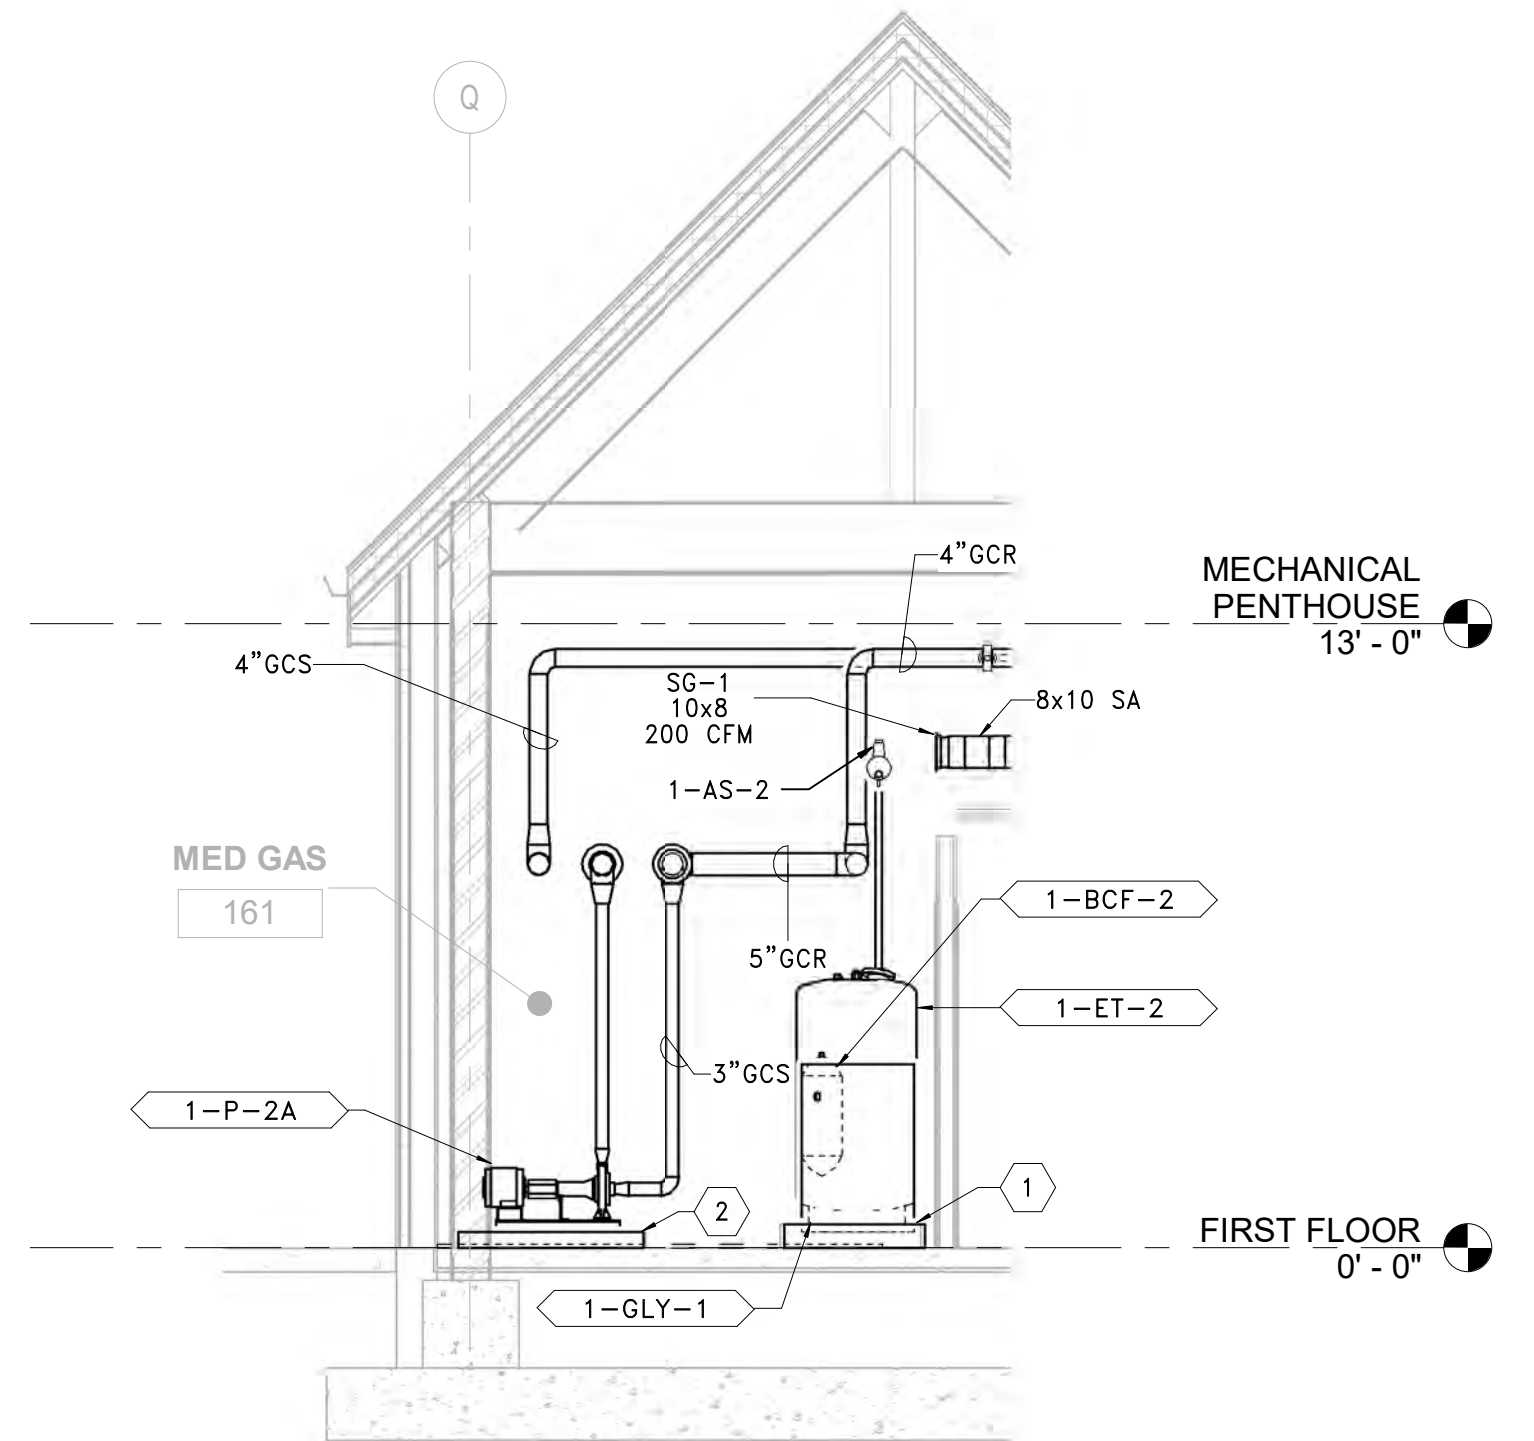 Q
4”GCR
MECHANICAL
PENTHOUSE
13' - 0"
4”GCS
SG-1
10x8
200 CFM
8x10 SA
1-AS-2
MED GAS
161
1-BCF-2
5”GCR
1-ET-2
3”GCS
1-P-2A
1
2
FIRST FLOOR
0' - 0"
1-GLY-1